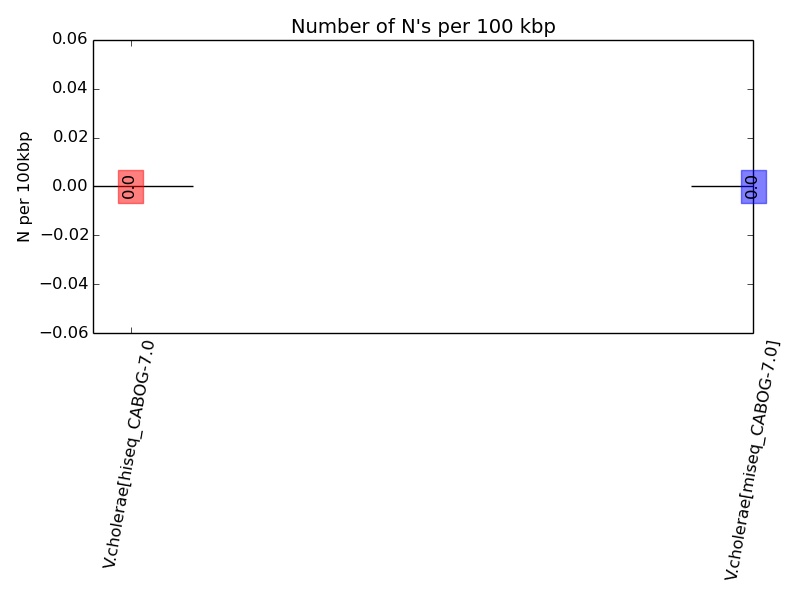 Number of N's per 100 kbp
N per 100kbp
0.06
0.04
0.02
0.00
−0.02
−0.04
−0.06
0.0
0.0
V.cholerae[hiseq_CABOG-7.0
V.cholerae[miseq_CABOG-7.0]